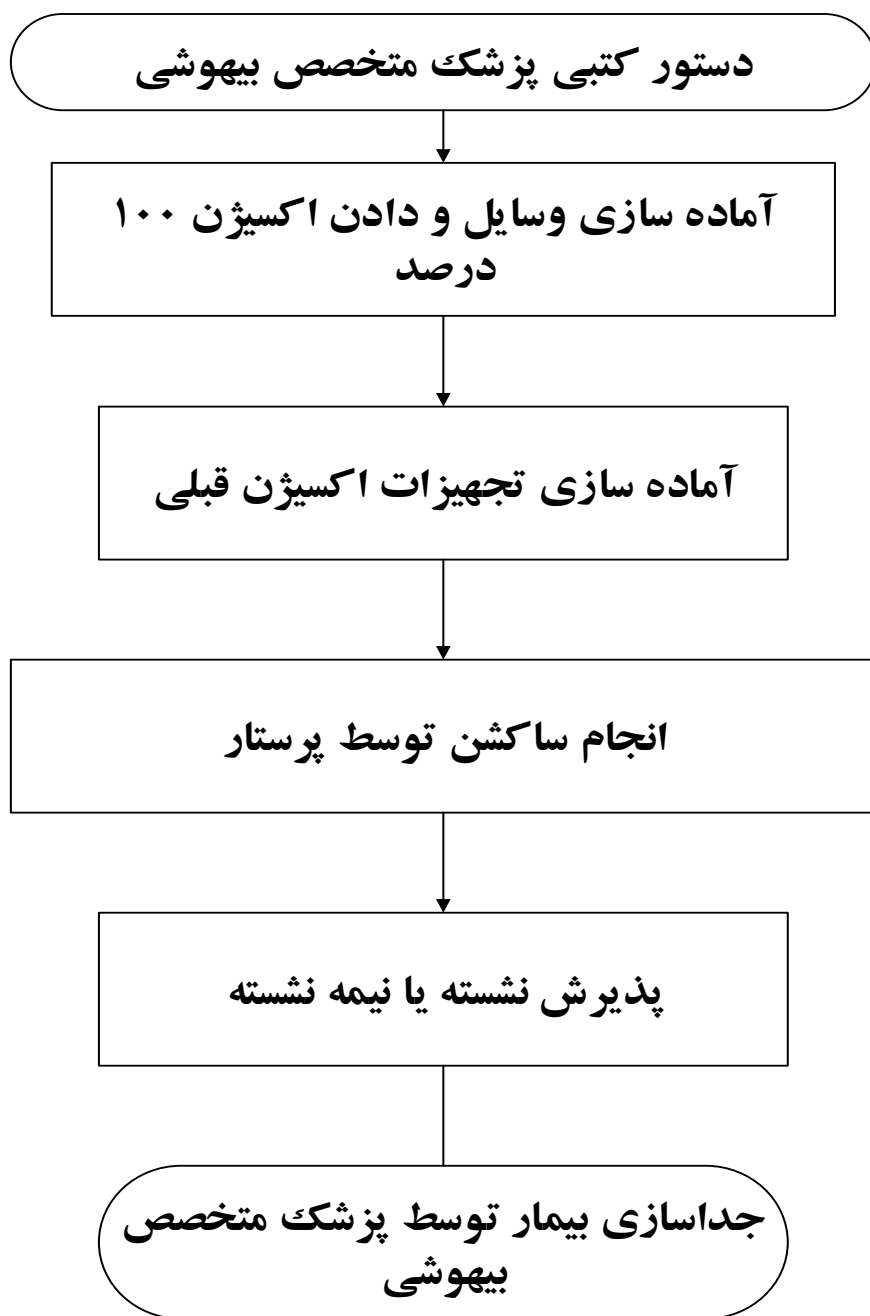 دستور کتبی پزشک متخصص بیهوشی
آماده سازی وسایل و دادن اکسیژن ۱۰۰
درصد
آماده سازی تجهیزات اکسیژن قبلی
انجام ساکشن توسط پرستار
پذیرش نشسته یا نیمه نشسته
جداسازی بیمار توسط پزشک متخصص
بیهوشی